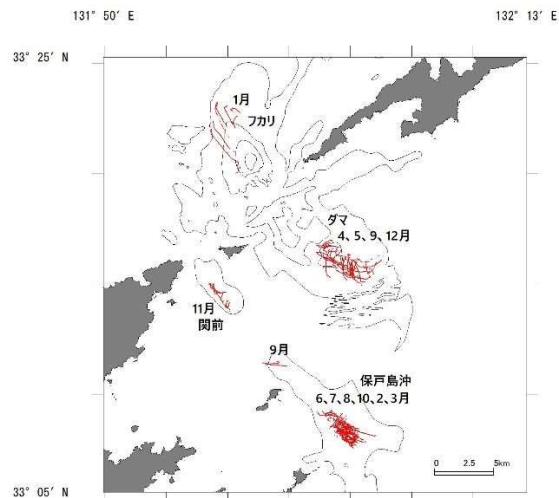 131° 50′ E
132° 13′ E
33° 25′ N
1月
フカリ
ダマ
4、5、9、12月
11月
関前
9月
保戸島沖
6、7、8、10、2、3月
0 2.5 5km
33° 05′ N